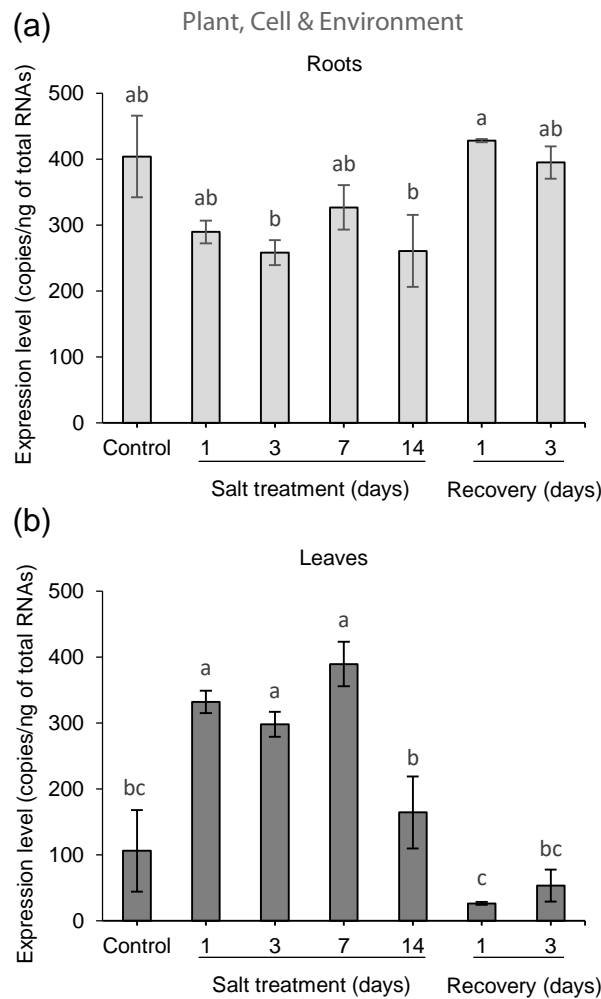 (a)
Plant, Cell & Environment
Roots
Expression level (copies/ng of total RNAs)
500
400
300
200
100
0
ab
ab
b
ab
b
a
ab
Control 1 3 7 14 1 3
Salt treatment (days) Recovery (days)
(b)
Leaves
Expression level (copies/ng of total RNAs)
500
400
300
200
100
0
bc
a
a
a
b
c
bc
Control 1 3 7 14 1 3
Salt treatment (days) Recovery (days)